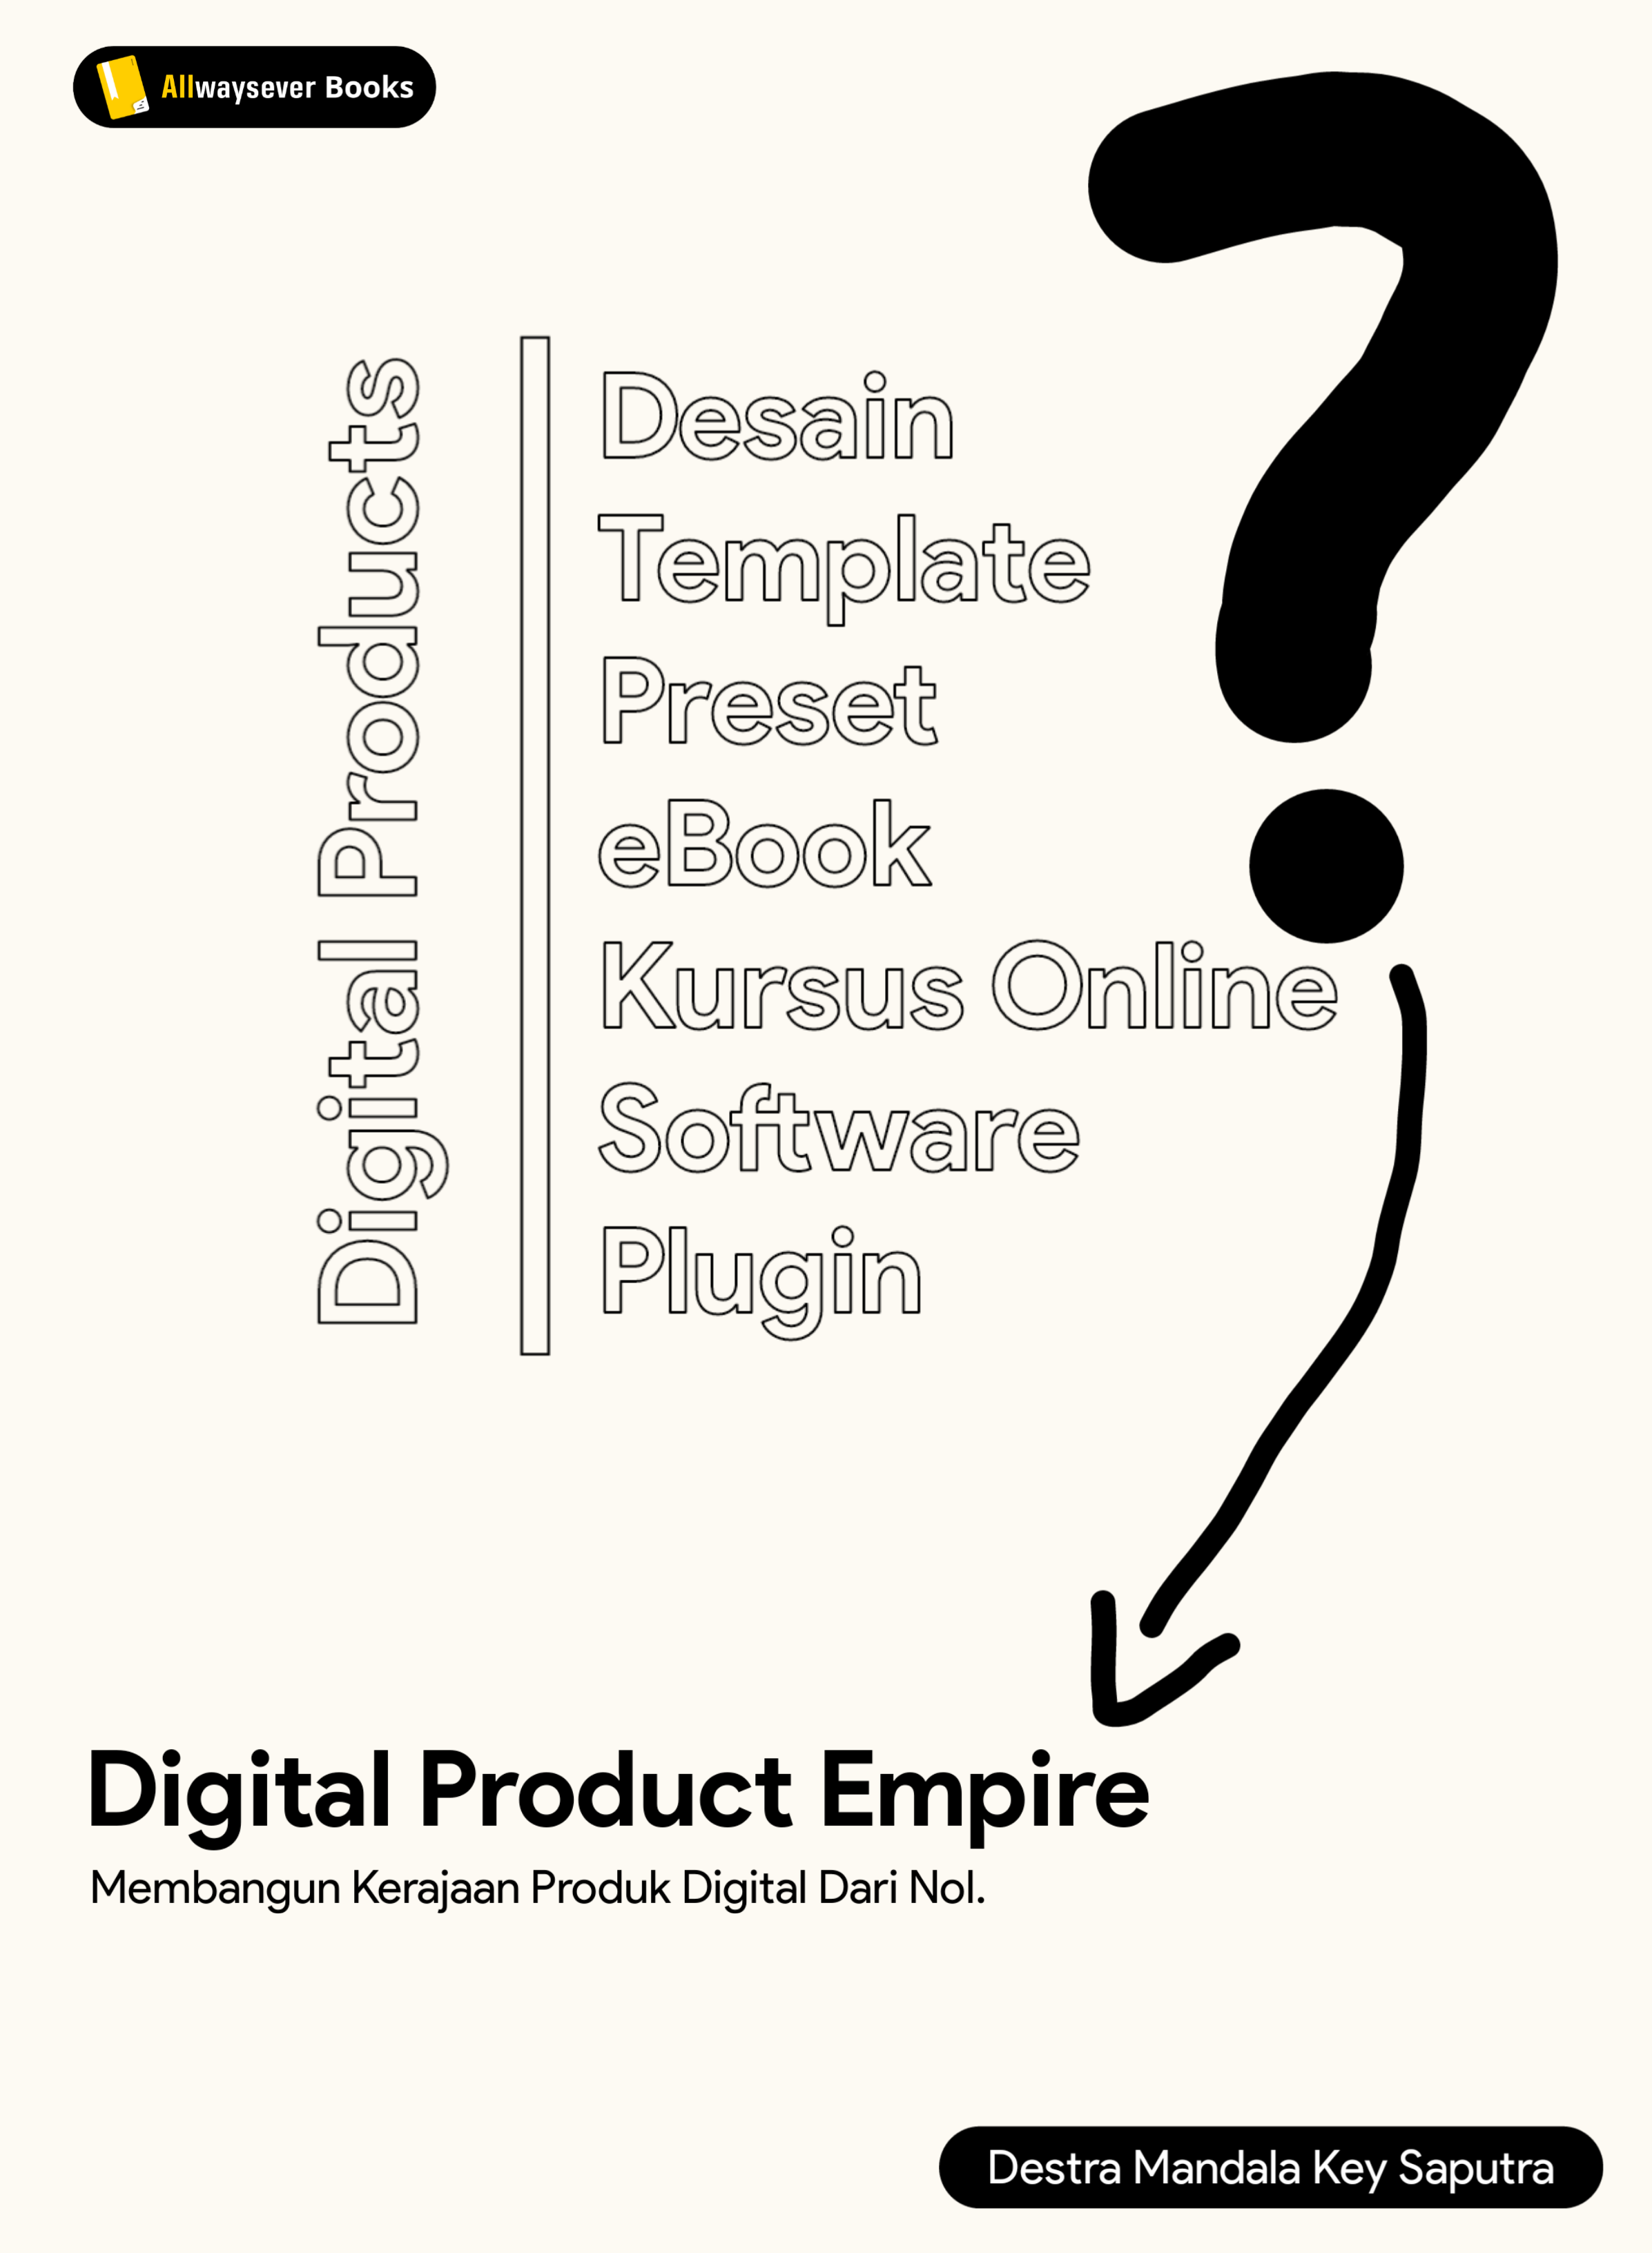 Allwaysever Books
Digital Products
Desain
Template
Preset
eBook
Kursus Online
Software
Plugin
?
Digital Product Empire
Membangun Kerajaan Produk Digital Dari Nol.
Destra Mandala Key Saputra